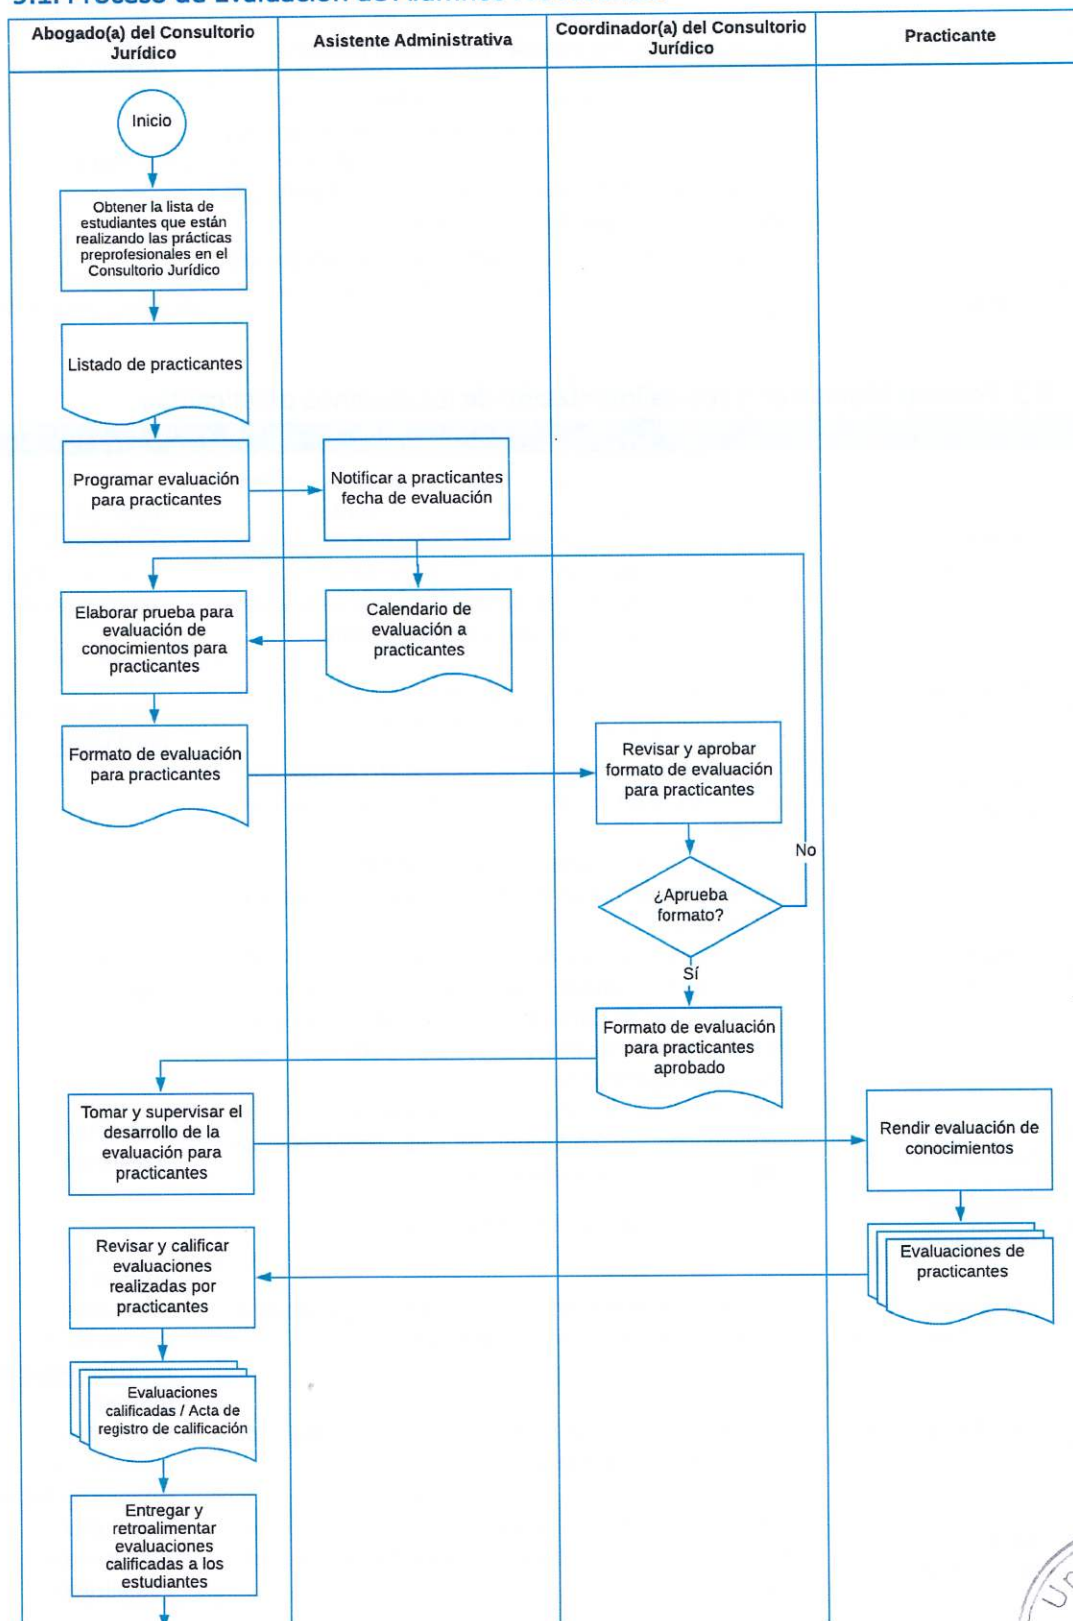 Abogado(a) del Consultorio
Jurídico
Asistente Administrativa
Coordinador(a) del Consultorio
Jurídico
Practicante
Inicio
Obtener la lista de
estudiantes que están
realizando las prácticas
preprofesionales en el
Consultorio Jurídico
Listado de practicantes
Programar evaluación
para practicantes
Notificar a practicantes
fecha de evaluación
Elaborar prueba para
evaluación de
conocimientos para
practicantes
Calendario de
evaluación a
practicantes
Formato de evaluación
para practicantes
Revisar y aprobar
formato de evaluación
para practicantes
No
¿Aprueba
formato?
Sí
Formato de evaluación
para practicantes
aprobado
Tomar y supervisar el
desarrollo de la
evaluación para
practicantes
Rendir evaluación de
conocimientos
Revisar y calificar
evaluaciones
realizadas por
practicantes
Evaluaciones de
practicantes
Evaluaciones
calificadas / Acta de
registro de calificación
Entregar y
retroalimentar
evaluaciones
calificadas a los
estudiantes